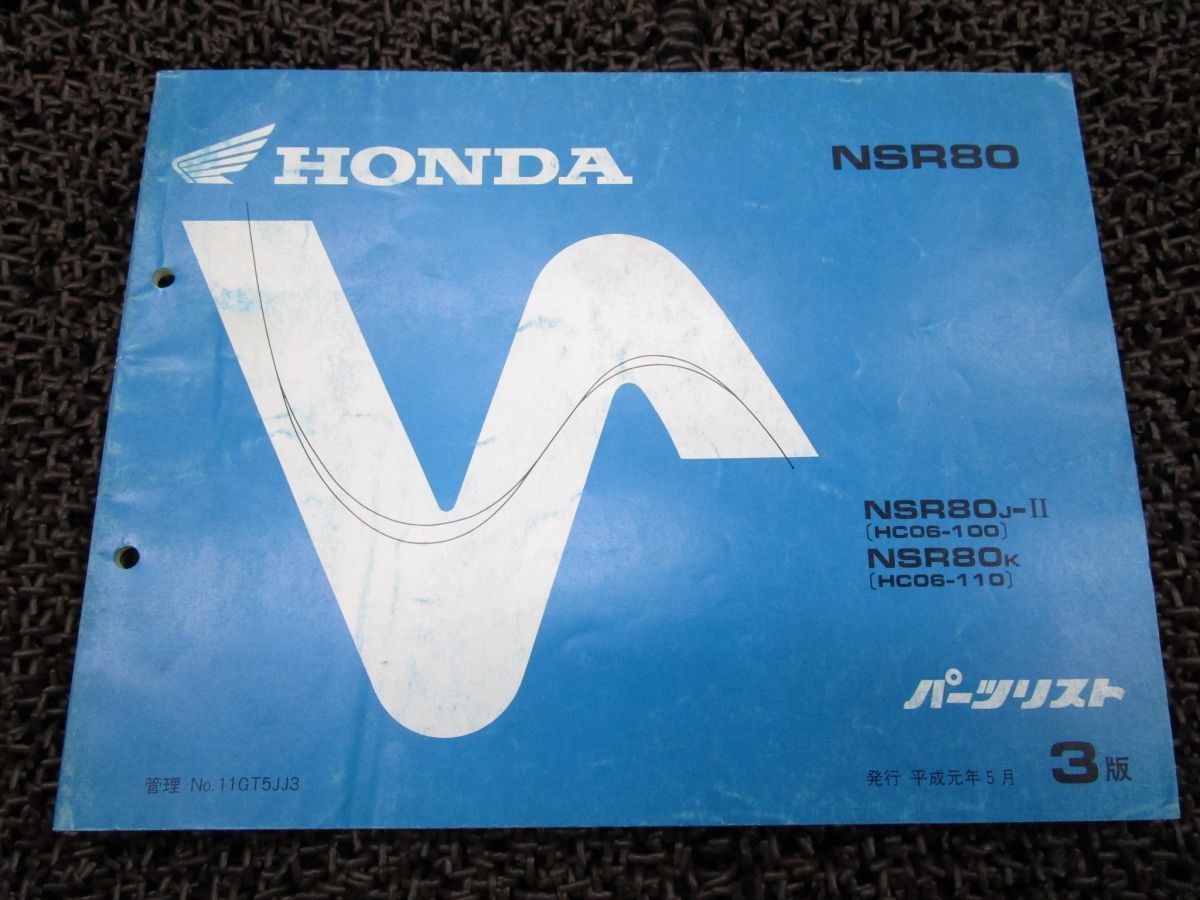 HONDA
NSR80
NSR80J-II
〔HC06-100〕
NSR80K
〔HC06-110〕
パーツリスト
管理 No.11GT5JJ3
発行 平成元年5月
3版